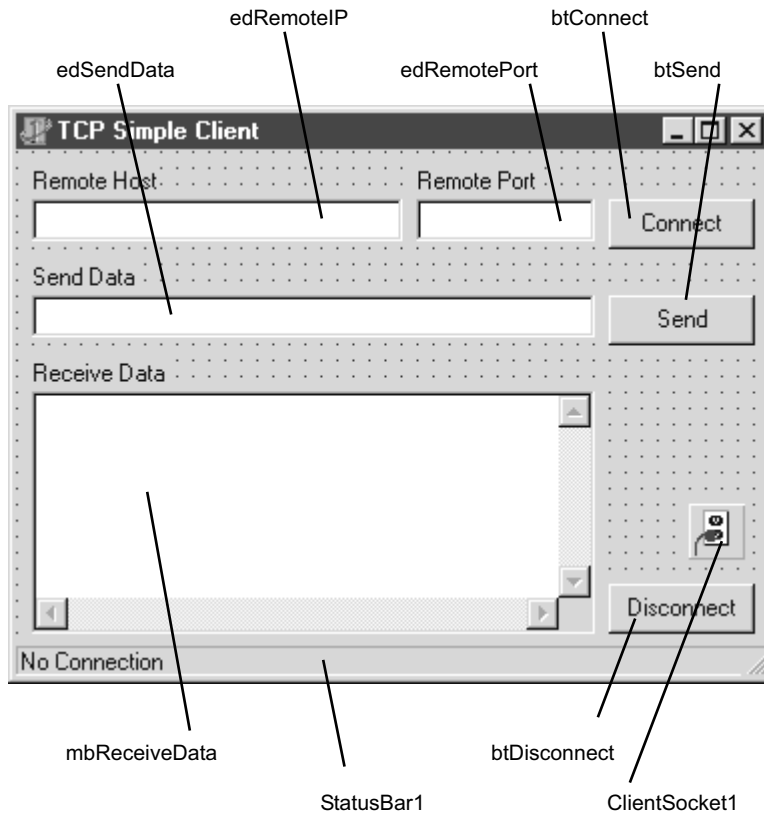 edRemoteIP btConnect
edSendData edRemotePort btSend
TCP Simple Client
Remote Host Remote Port
Connect
Send Data
Send
Receive Data
Disconnect
No Connection
mbReceiveData btDisconnect
StatusBar1 ClientSocket1